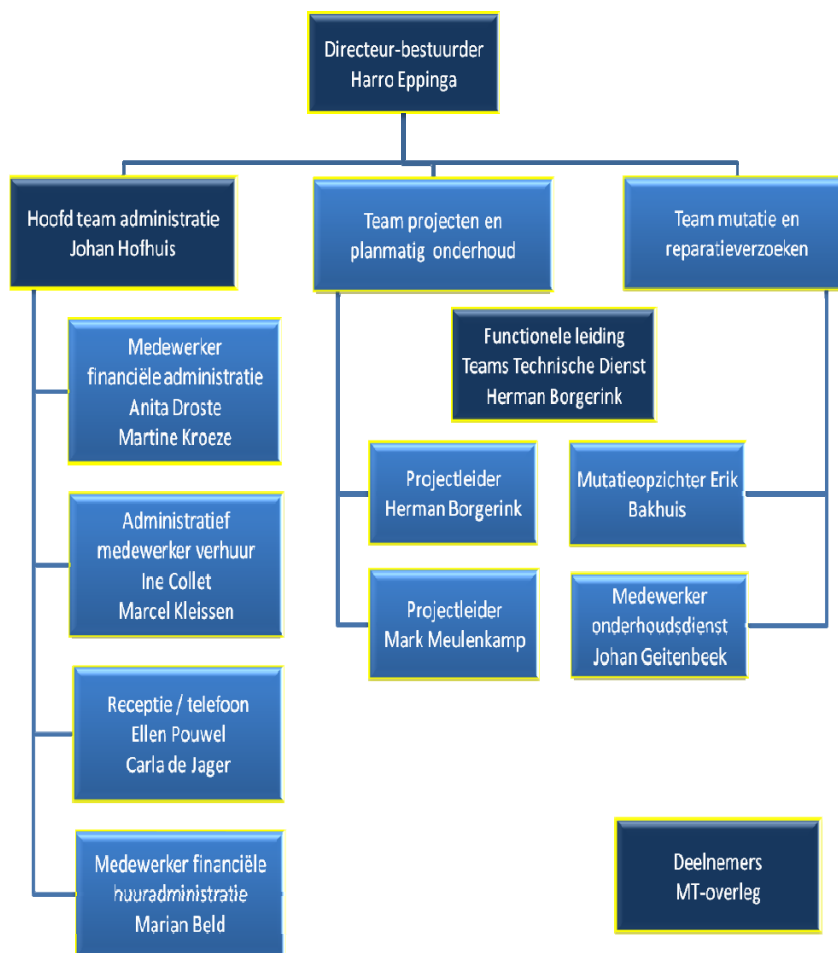 Directeur-bestuurder
Harro Eppinga
Hoofd team administratie
Johan Hofhuis
Team projecten en
planmatig onderhoud
Team mutatie en
reparatieverzoeken
Functionele leiding
Teams Technische Dienst
Herman Borgerink
Medewerker
financiële administratie
Anita Droste
Martine Kroeze
Projectleider
Herman Borgerink
Mutatieopzichter Erik
Bakhuis
Administratief
medewerker verhuur
Ine Collet
Marcel Kleissen
Projectleider
Mark Meulenkamp
Medewerker
onderhoudsdienst
Johan Geitenbeek
Receptie / telefoon
Ellen Pouwel
Carla de Jager
Medewerker financiële
huuradministratie
Marian Beld
Deelnemers
MT-overleg